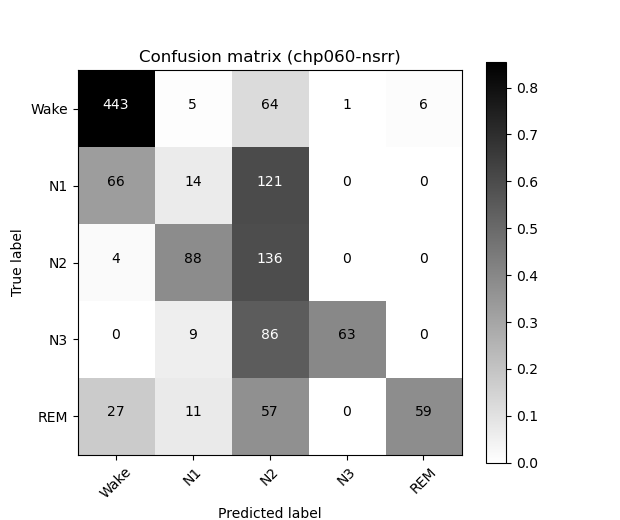 Confusion matrix (chp060-nsrr)
Wake 443 5 64 1 6
N1 66 14 121 0 0
N2 4 88 136 0 0
N3 0 9 86 63 0
REM 27 11 57 0 59
Wake N1 N2 N3 REM
Predicted label
True label
0.8
0.7
0.6
0.5
0.4
0.3
0.2
0.1
0.0